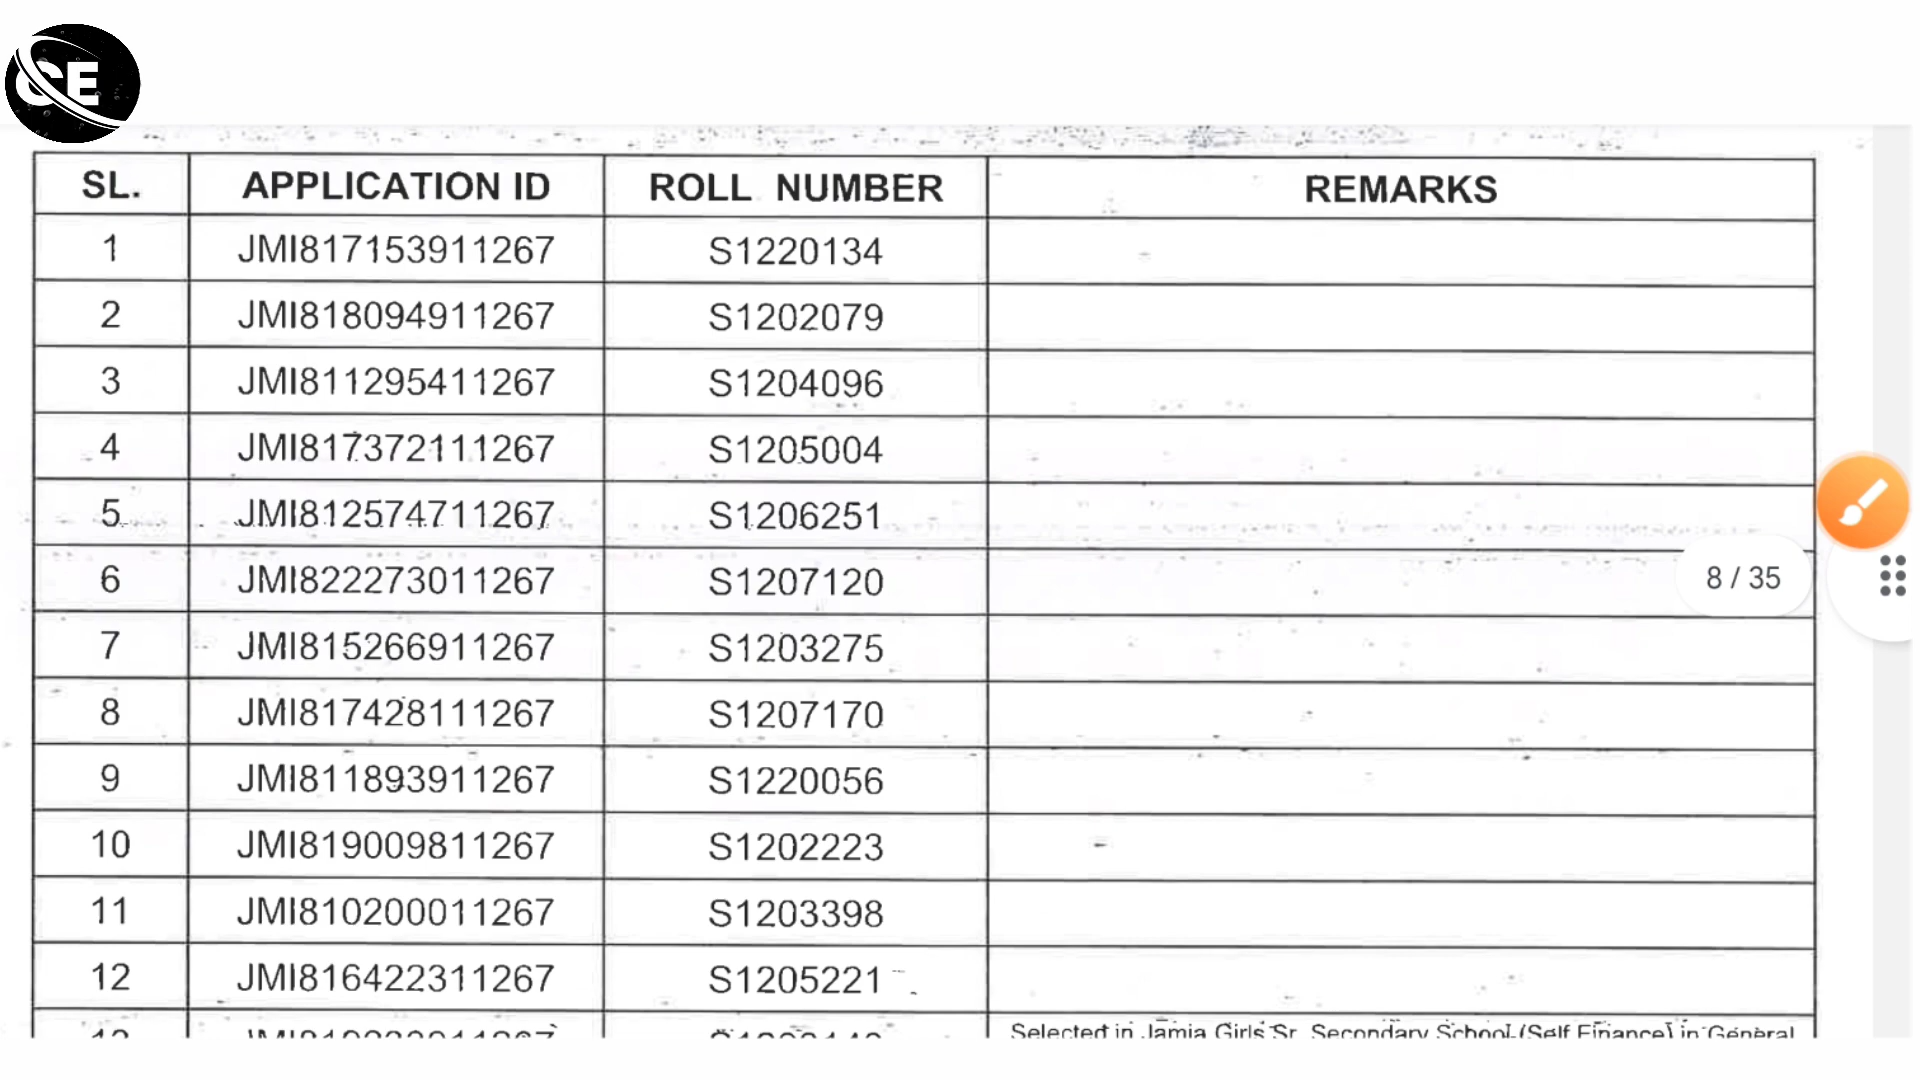 CE
SL. APPLICATION ID ROLL NUMBER REMARKS
1 JMI817153911267 S1220134
2 JMI818094911267 S1202079
3 JMI811295411267 S1204096
4 JMI817372111267 S1205004
5 JMI812574711267 S1206251
6 JMI822273011267 S1207120
8 / 35
7 JMI815266911267 S1203275
8 JMI817428111267 S1207170
9 JMI811893911267 S1220056
10 JMI819009811267 S1202223
11 JMI810200011267 S1203398
12 JMI816422311267 S1205221
Selected in Jamia Girls Sr. Secondary School (Self Finance) in General